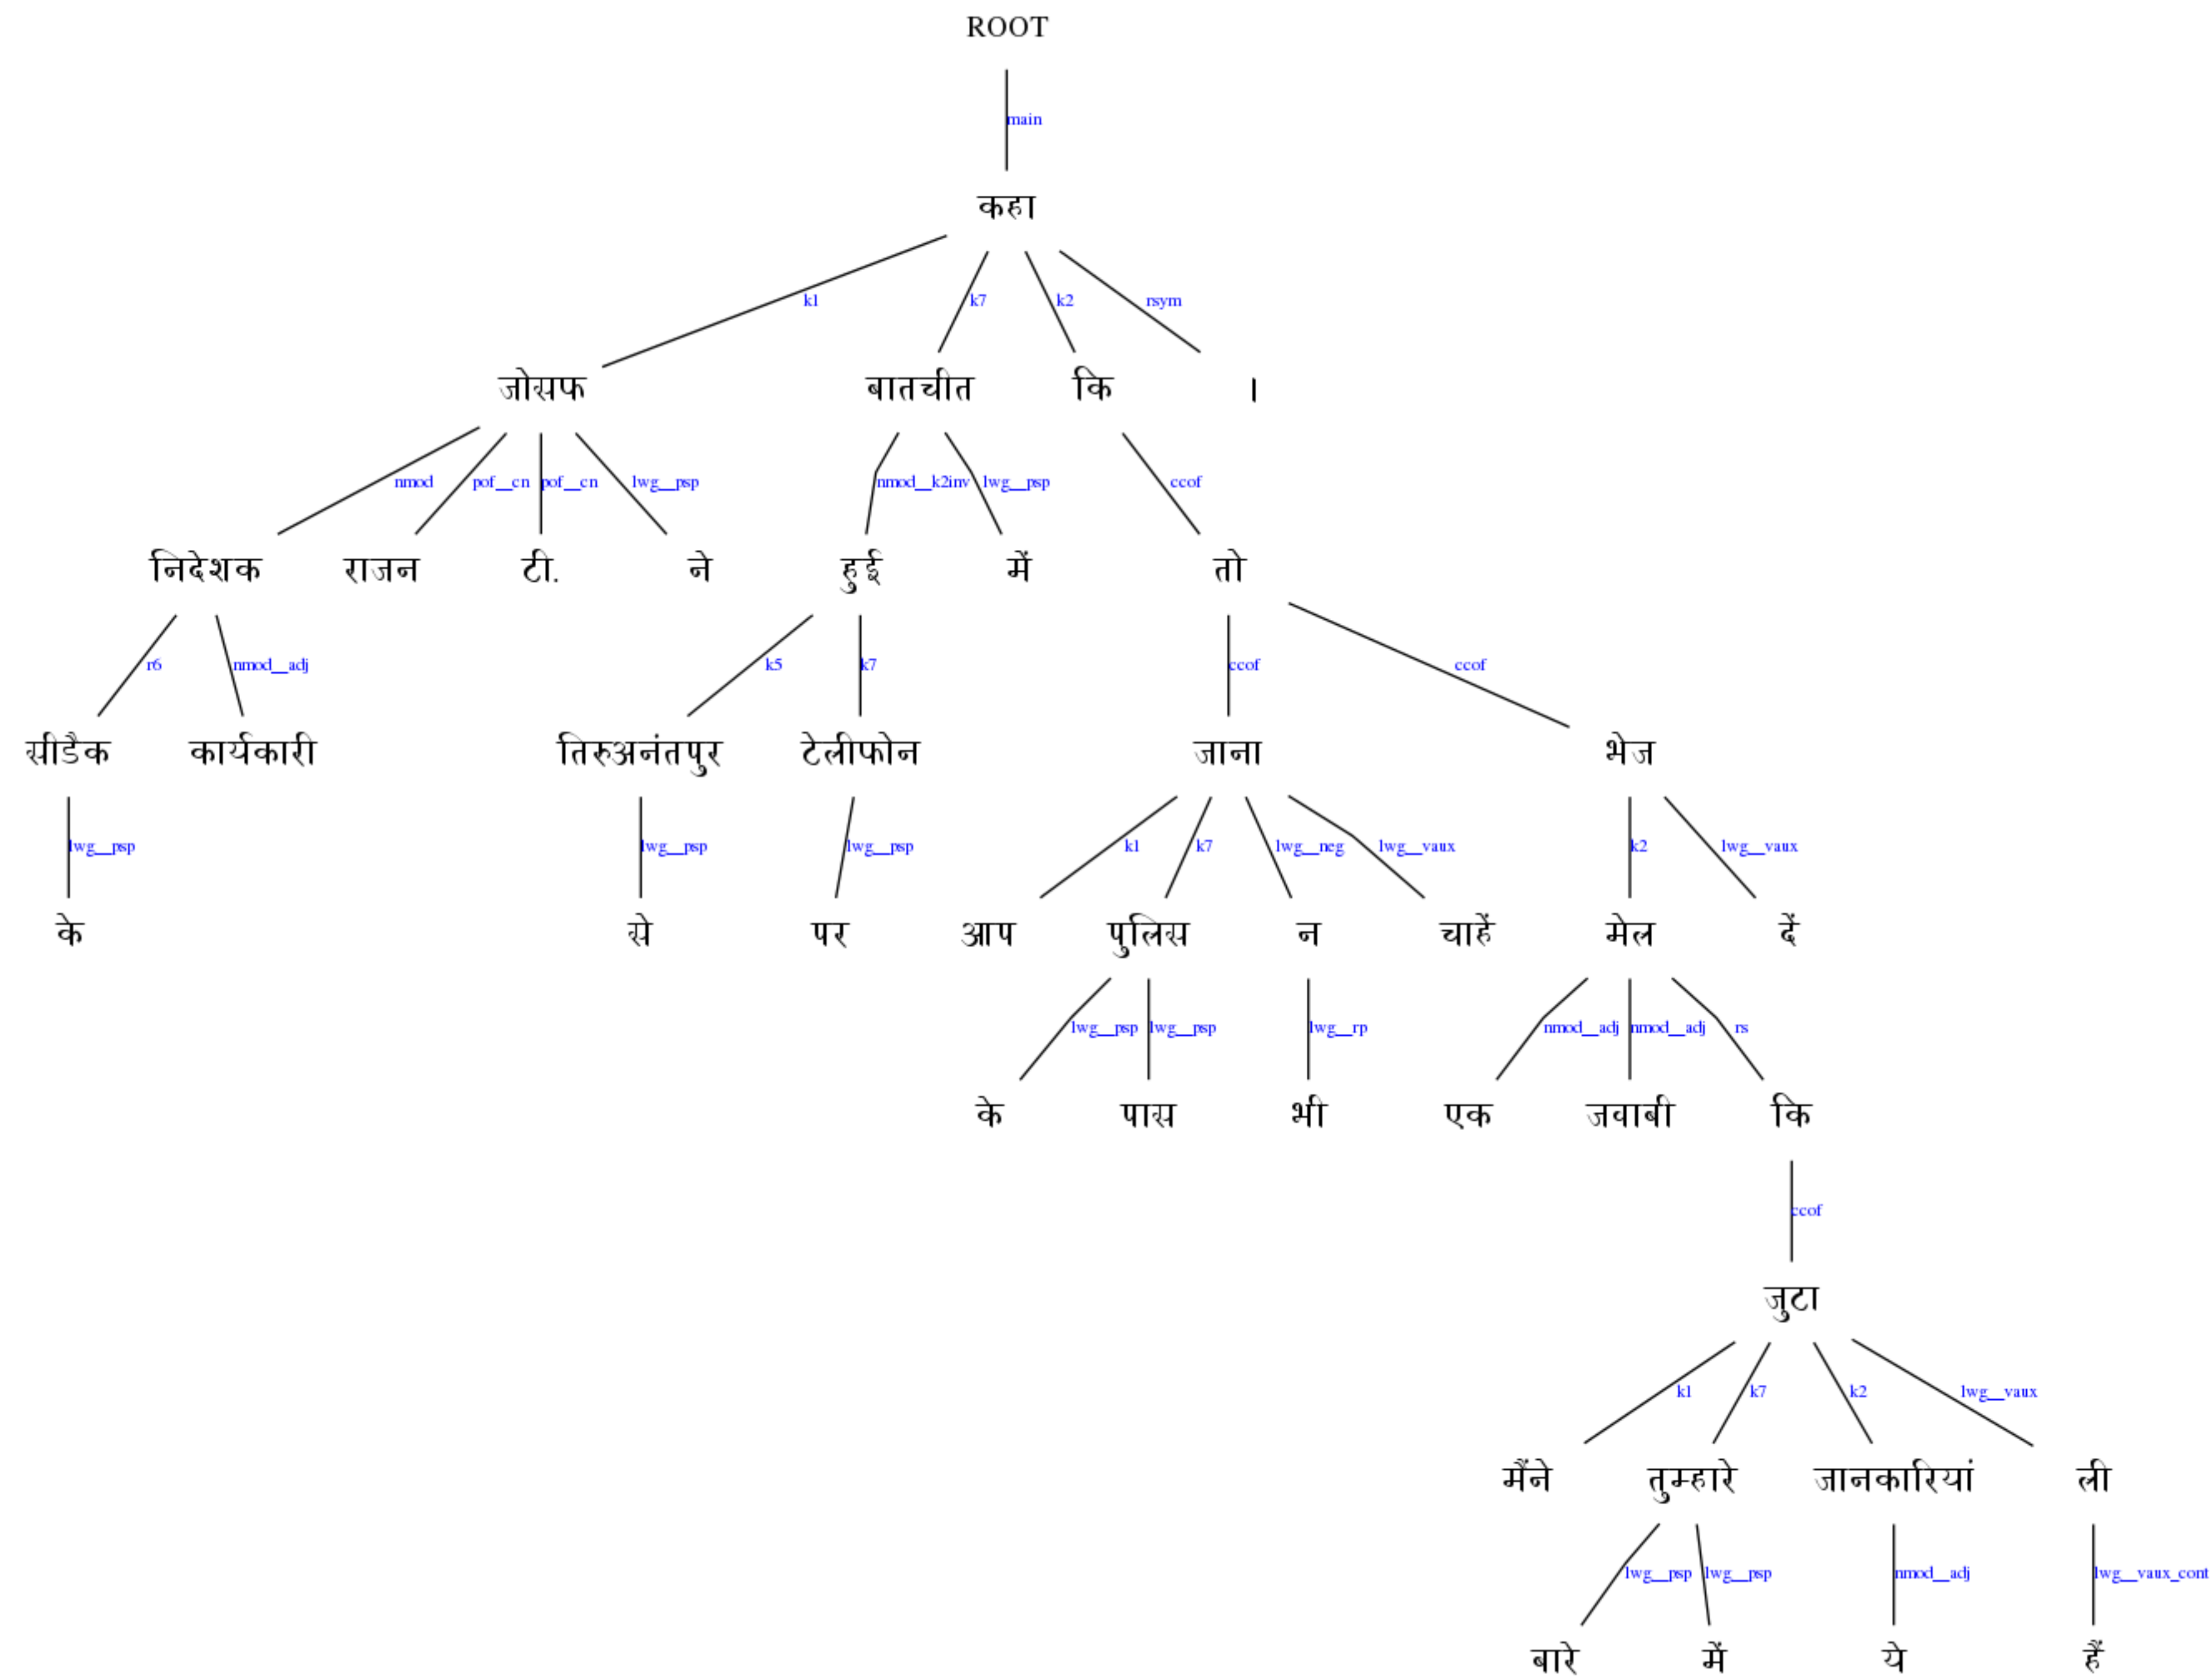 ROOT
main
कहा
k1 k7 k2 rsym
जोसफ बातचीत कि ।
nmod pof__cn pof__cn lwg__psp nmod__k2inv lwg__psp ccof
निदेशक राजन टी. ने हुई में तो
r6 nmod__adj k5 k7 ccof ccof
सीडैक कार्यकारी तिरुअनंतपुर टेलीफोन जाना भेज
lwg__psp lwg__psp lwg__psp k1 k7 lwg__neg lwg__vaux k2 lwg__vaux
के से पर आप पुलिस न चाहें मेल दें
lwg__psp lwg__psp lwg__rp nmod__adj nmod__adj rs
के पास भी एक जवाबी कि
ccof
जुटा
k1 k7 k2 lwg__vaux
मैंने तुम्हारे जानकारियां ली
lwg__psp lwg__psp nmod__adj lwg__vaux_cont
बारे में ये हैं